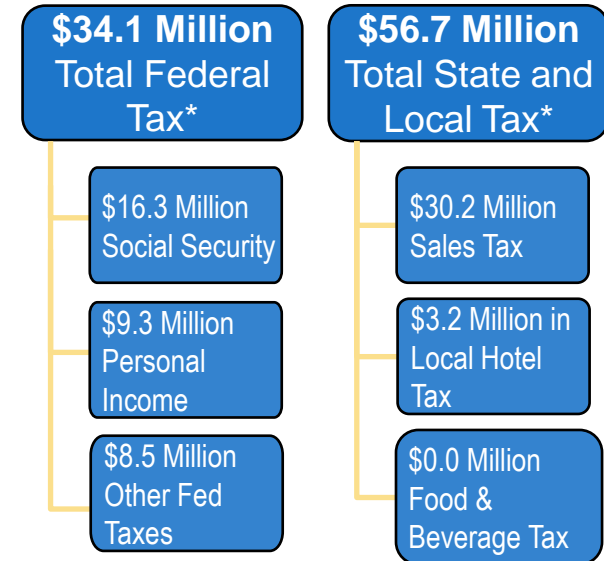 $34.1 Million
Total Federal
Tax*
$16.3 Million
Social Security
$9.3 Million
Personal
Income
$8.5 Million
Other Fed
Taxes
$56.7 Million
Total State and
Local Tax*
$30.2 Million
Sales Tax
$3.2 Million in
Local Hotel
Tax
$0.0 Million
Food &
Beverage Tax